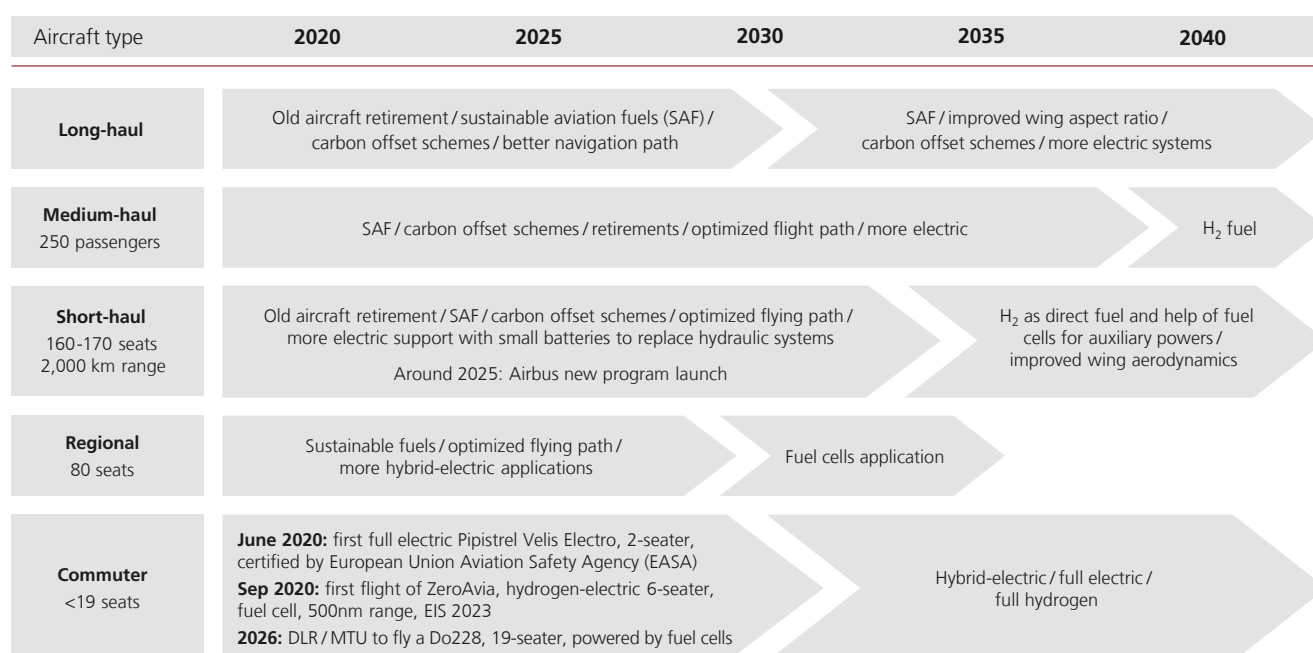 Aircraft type 2020 2025 2030 2035 2040
Long-haul
Old aircraft retirement / sustainable aviation fuels (SAF) /
carbon offset schemes / better navigation path
SAF / improved wing aspect ratio /
carbon offset schemes / more electric systems
Medium-haul
250 passengers
SAF / carbon offset schemes / retirements / optimized flight path / more electric
H₂ fuel
Short-haul
160-170 seats
2,000 km range
Old aircraft retirement / SAF / carbon offset schemes / optimized flying path /
more electric support with small batteries to replace hydraulic systems
Around 2025: Airbus new program launch
H₂ as direct fuel and help of fuel
cells for auxiliary powers /
improved wing aerodynamics
Regional
80 seats
Sustainable fuels / optimized flying path /
more hybrid-electric applications
Fuel cells application
Commuter
<19 seats
June 2020: first full electric Pipistrel Velis Electro, 2-seater,
certified by European Union Aviation Safety Agency (EASA)
Sep 2020: first flight of ZeroAvia, hydrogen-electric 6-seater,
fuel cell, 500nm range, EIS 2023
2026: DLR / MTU to fly a Do228, 19-seater, powered by fuel cells
Hybrid-electric / full electric /
full hydrogen